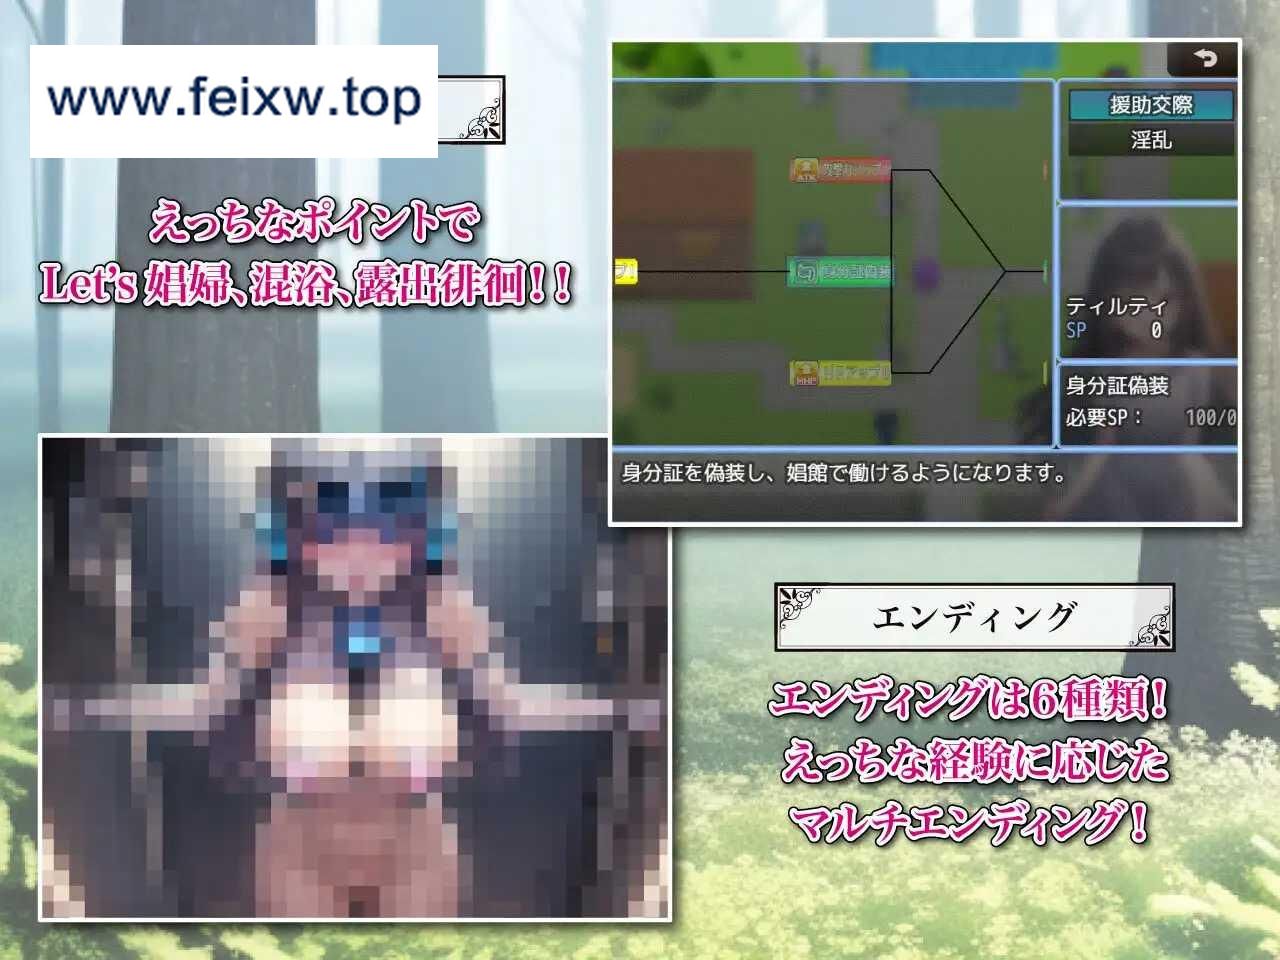 www.feixw.top
えっちなポイントで
Let's 娼婦、混浴、露出徘徊！！
援助交際
淫乱
身分証偽装
ティルティ
SP 0
身分証偽装
必要SP： 100/0
身分証を偽装し、娼館で働けるようになります。
エンディング
エンディングは6種類！
えっちな経験に応じた
マルチエンディング！